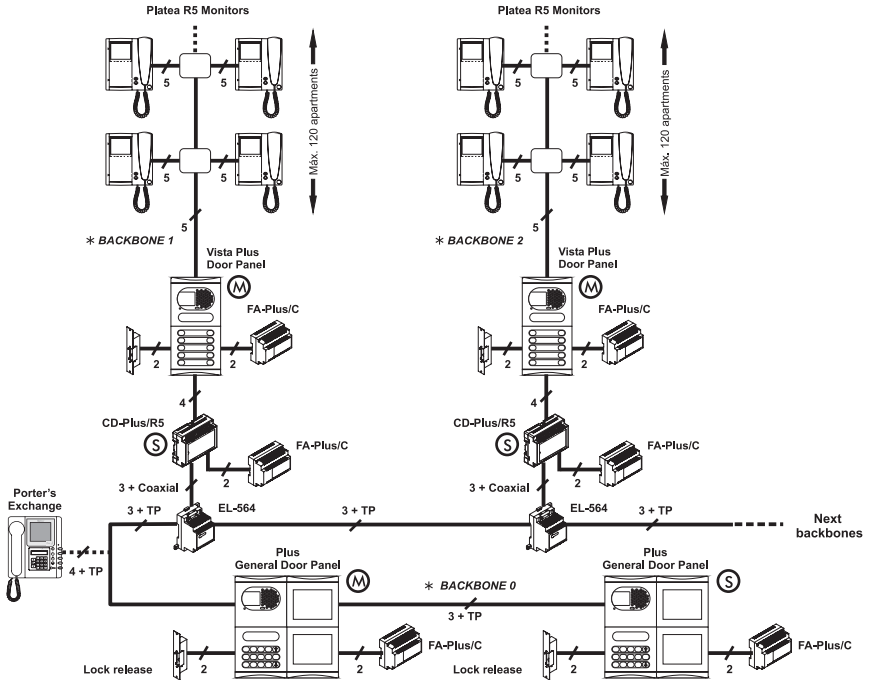 Platea R5 Monitors
Platea R5 Monitors
5
5
5
5
Máx. 120 apartments
5
5
5
5
Máx. 120 apartments
5
5
* BACKBONE 1
* BACKBONE 2
Vista Plus
Door Panel
M
Vista Plus
Door Panel
M
FA-Plus/C
FA-Plus/C
2
2
2
2
4
4
CD-Plus/R5
S
CD-Plus/R5
S
FA-Plus/C
FA-Plus/C
2
2
3 + Coaxial
3 + Coaxial
Porter's
Exchange
3 + TP
EL-564
3 + TP
EL-564
3 + TP
Next
backbones
4 + TP
Plus
General Door Panel
M
* BACKBONE 0
3 + TP
Plus
General Door Panel
S
FA-Plus/C
FA-Plus/C
Lock release
2
2
Lock release
2
2